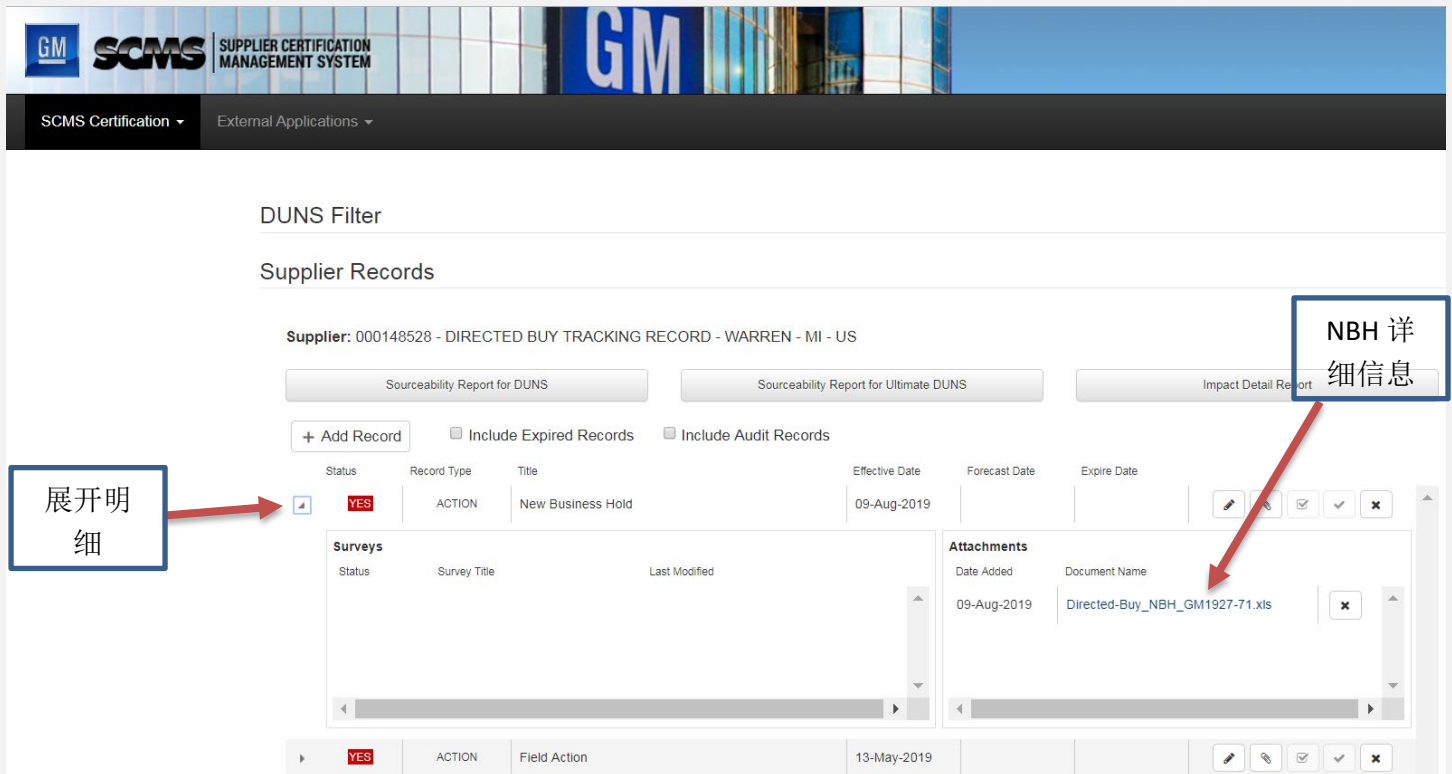 GM
SCMS SUPPLIER CERTIFICATION
MANAGEMENT SYSTEM
GM
SCMS Certification
External Applications
DUNS Filter
Supplier Records
NBH 详
细信息
Supplier: 000148528 - DIRECTED BUY TRACKING RECORD - WARREN - MI - US
Sourceability Report for DUNS
Sourceability Report for Ultimate DUNS
Impact Detail Report
+ Add Record
Include Expired Records
Include Audit Records
Status Record Type Title Effective Date Forecast Date Expire Date
展开明
细
YES ACTION New Business Hold 09-Aug-2019
Surveys
Status Survey Title Last Modified
Attachments
Date Added Document Name
09-Aug-2019 Directed-Buy_NBH_GM1927-71.xls
YES ACTION Field Action 13-May-2019